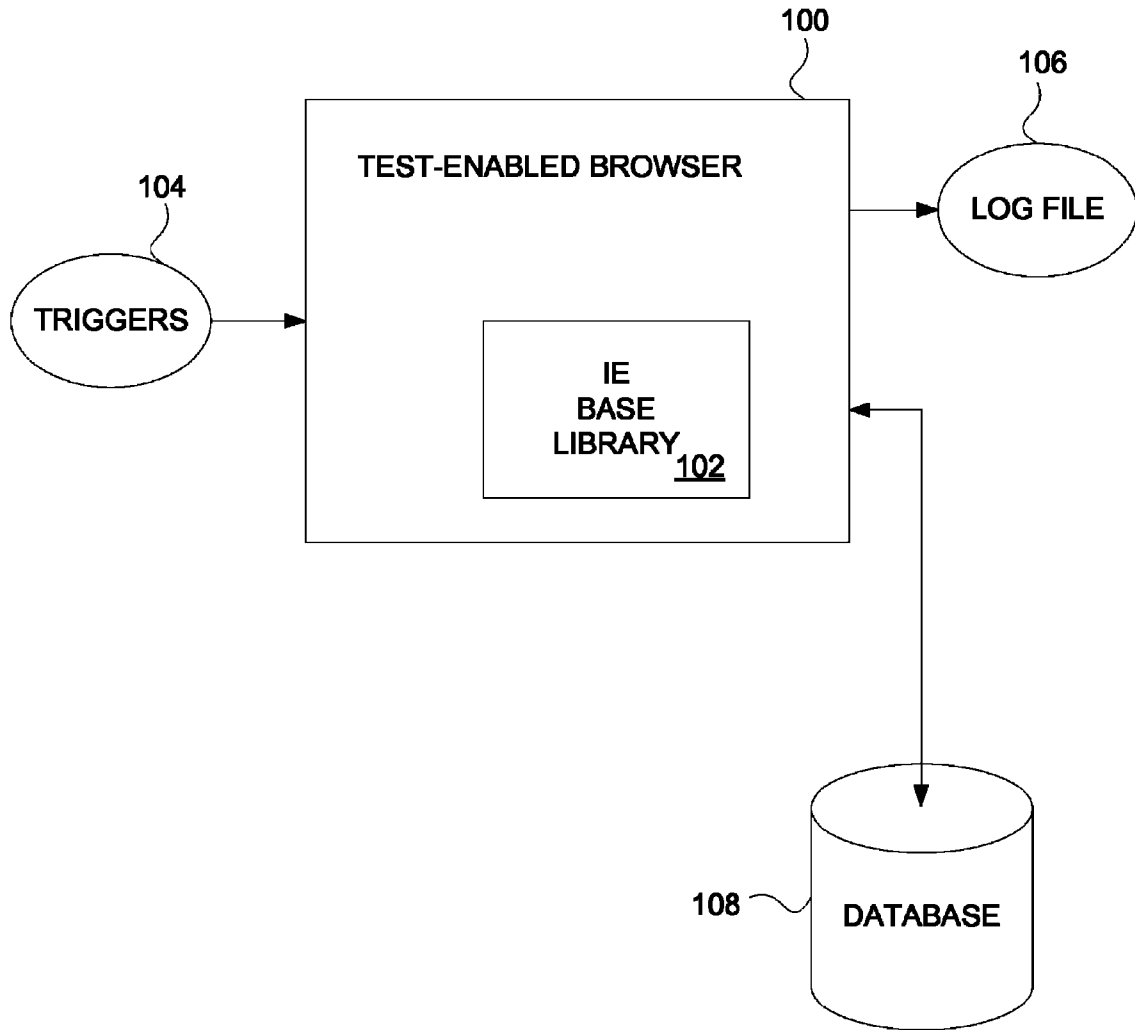 100
106
TEST-ENABLED BROWSER
104
LOG FILE
TRIGGERS
IE
BASE
LIBRARY
102
108
DATABASE